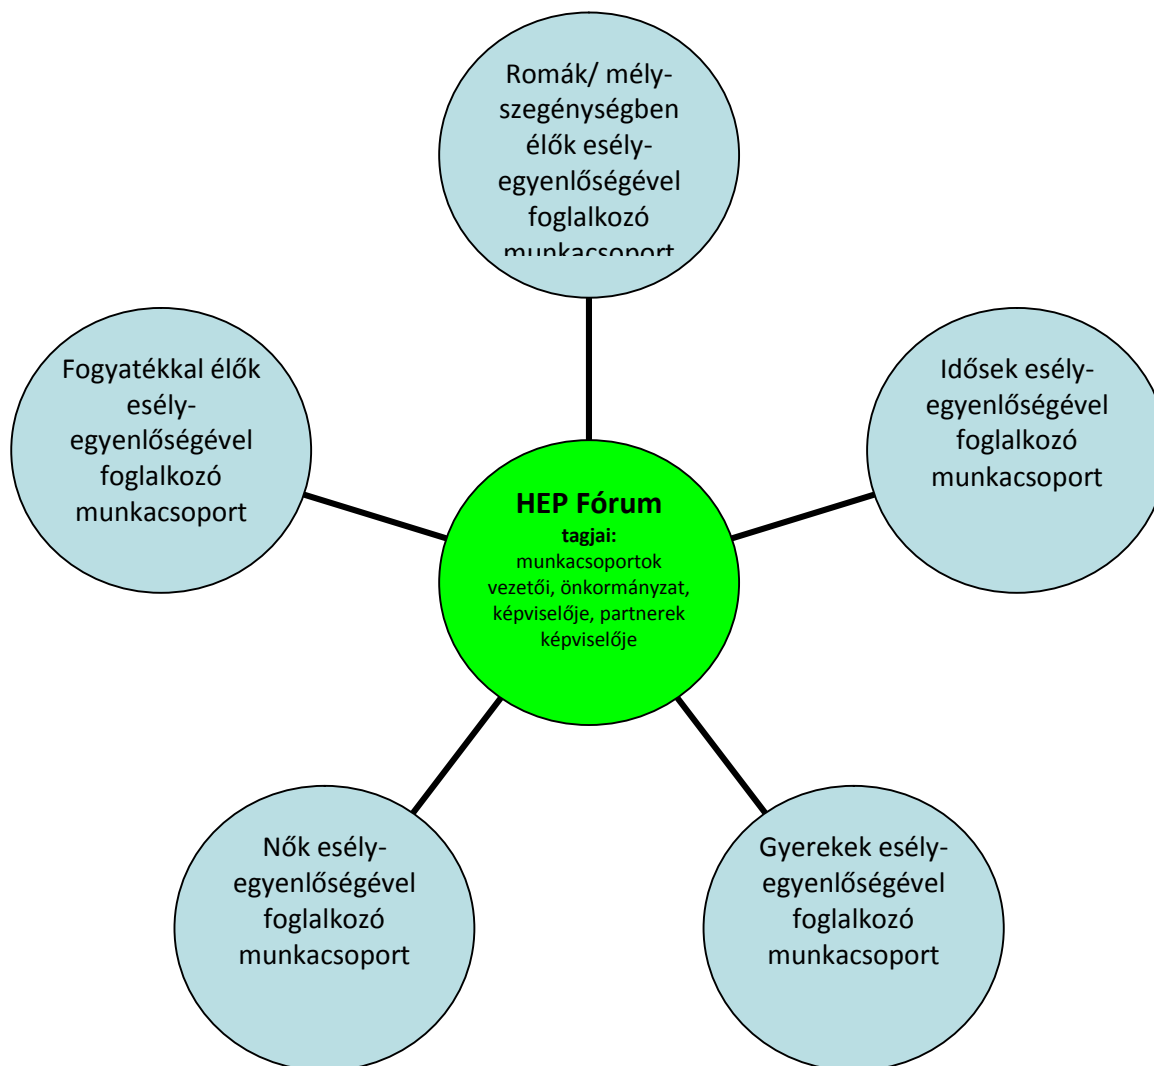 Romák/ mély-
szegénységben
élők esély-
egyenlőségével
foglalkozó
munkacsoport
Fogyatékkal élők
esély-
egyenlőségével
foglalkozó
munkacsoport
Idősek esély-
egyenlőségével
foglalkozó
munkacsoport
HEP Fórum
tagjai:
munkacsoportok
vezetői, önkormányzat,
képviselője, partnerek
képviselője
Nők esély-
egyenlőségével
foglalkozó
munkacsoport
Gyerekek esély-
egyenlőségével
foglalkozó
munkacsoport